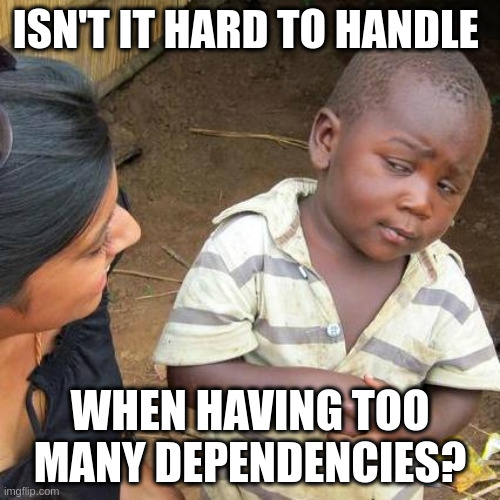 ISN'T IT HARD TO HANDLE
WHEN HAVING TOO
MANY DEPENDENCIES?
imgflip.com